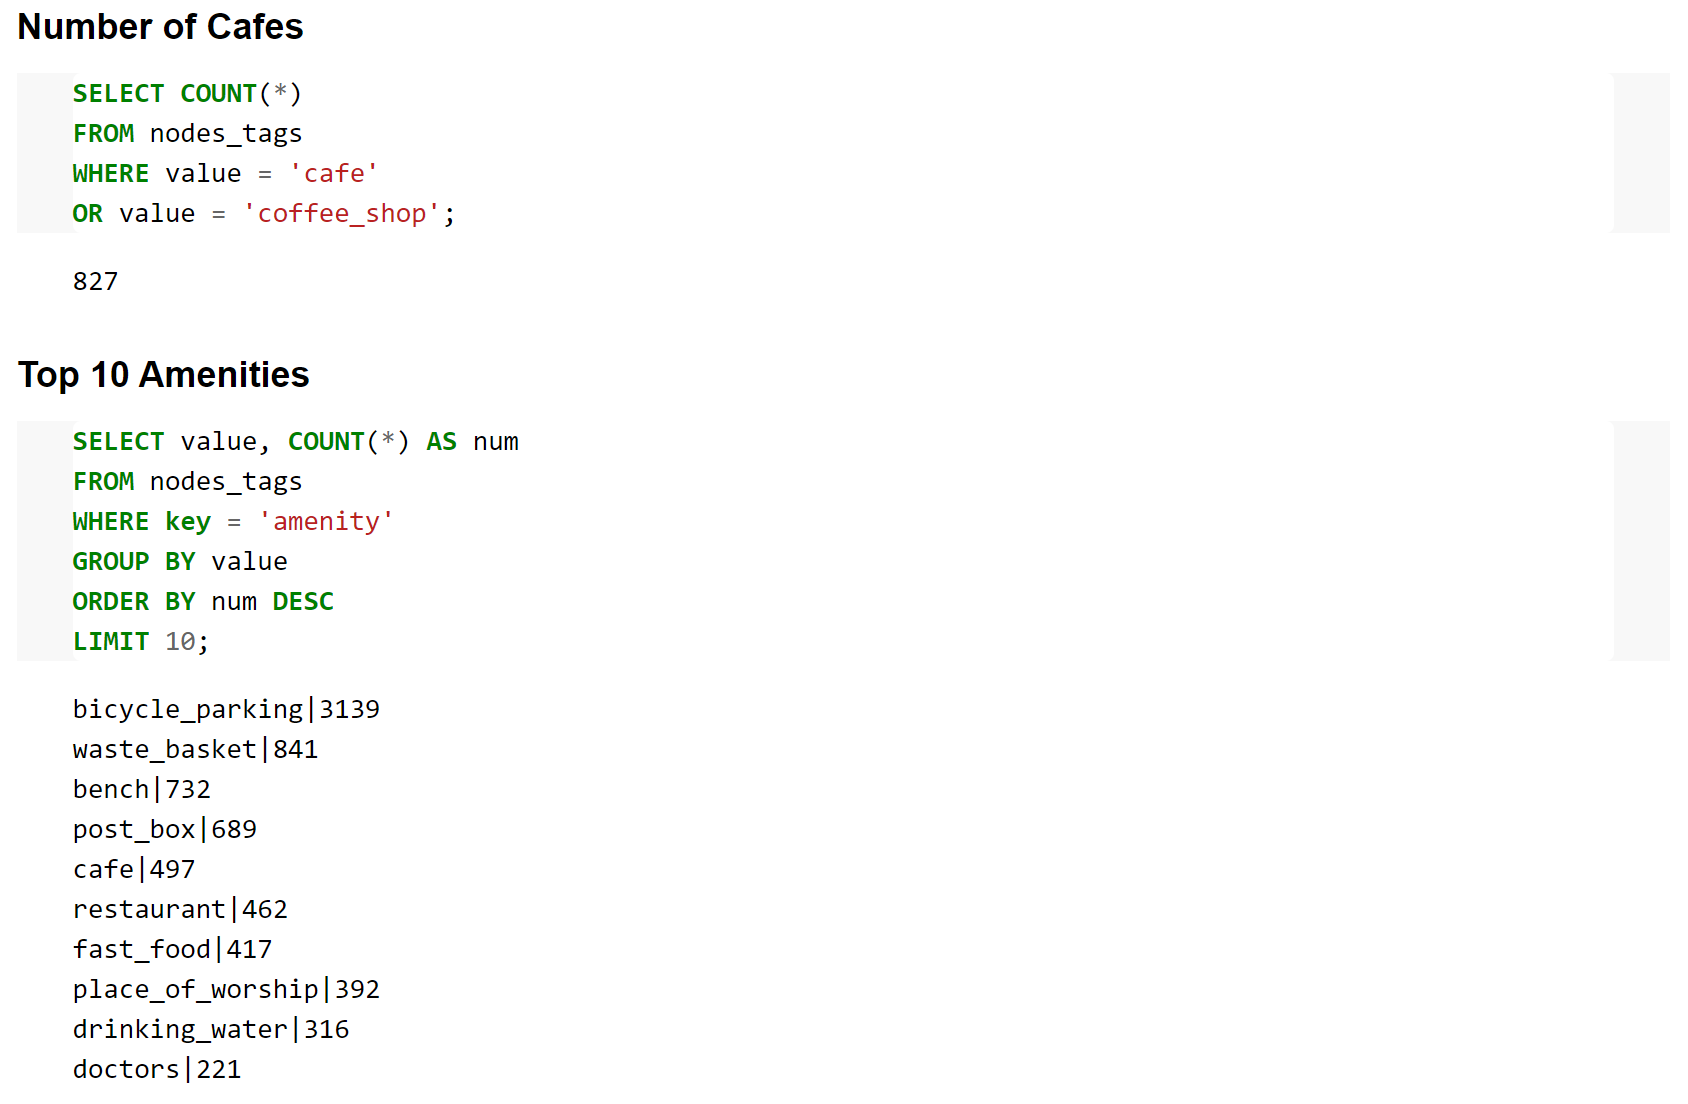 Number of Cafes
SELECT COUNT(*)
FROM nodes_tags
WHERE value = 'cafe'
OR value = 'coffee_shop';
827
Top 10 Amenities
SELECT value, COUNT(*) AS num
FROM nodes_tags
WHERE key = 'amenity'
GROUP BY value
ORDER BY num DESC
LIMIT 10;
bicycle_parking|3139
waste_basket|841
bench|732
post_box|689
cafe|497
restaurant|462
fast_food|417
place_of_worship|392
drinking_water|316
doctors|221